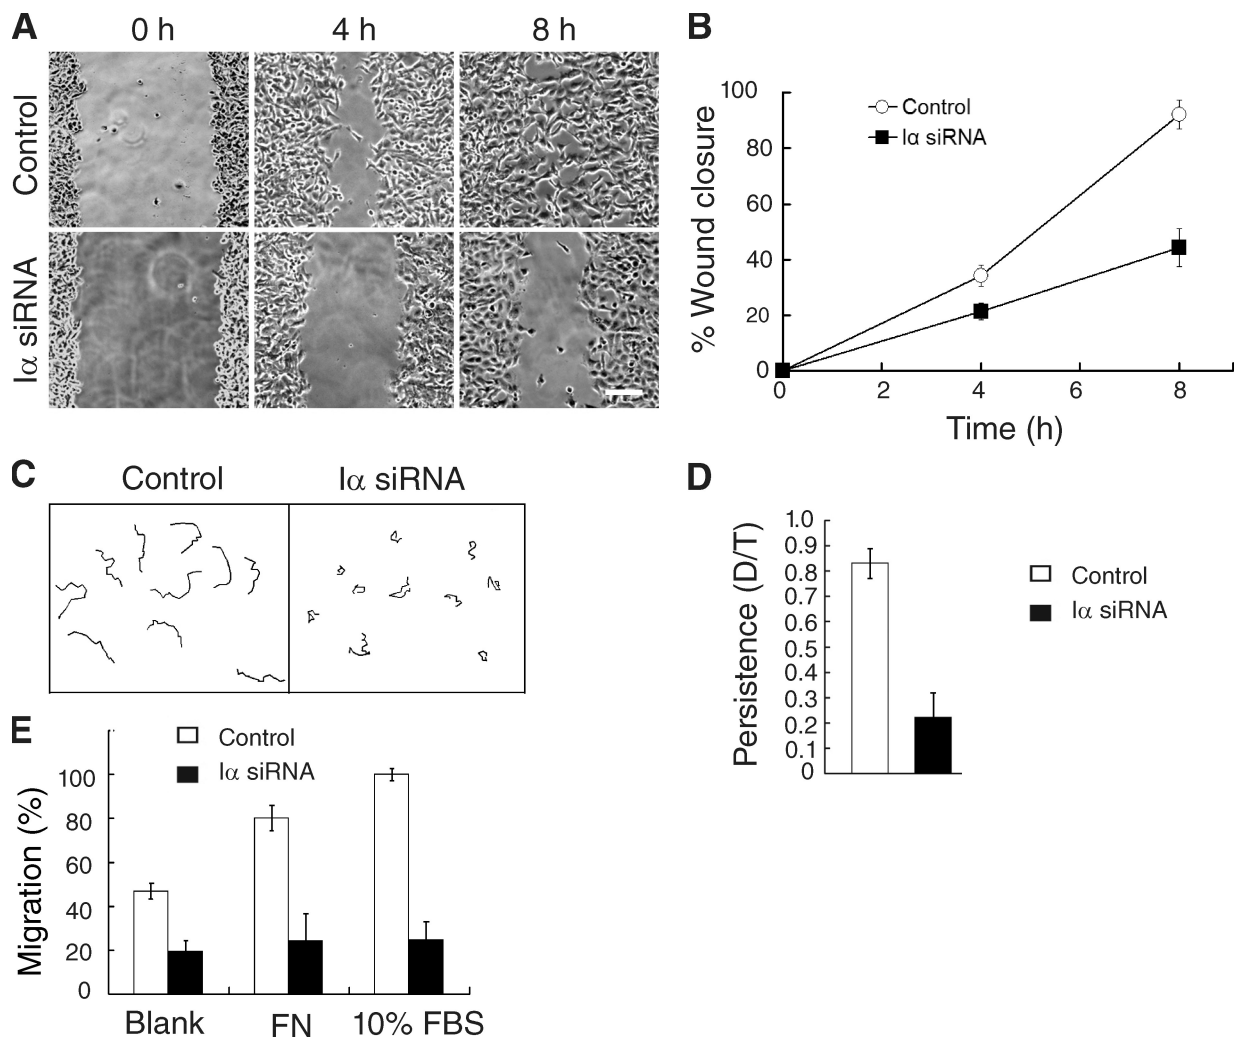 A
0 h
4 h
8 h
Control
Iα siRNA
B
% Wound closure
100
80
60
40
20
0
Control
Iα siRNA
0
2
4
6
8
Time (h)
C
Control
Iα siRNA
D
Persistence (D/T)
1.0
0.9
0.8
0.7
0.6
0.5
0.4
0.3
0.2
0.1
0
Control
Iα siRNA
E
Migration (%)
100
80
60
40
20
0
Control
Iα siRNA
Blank
FN
10% FBS